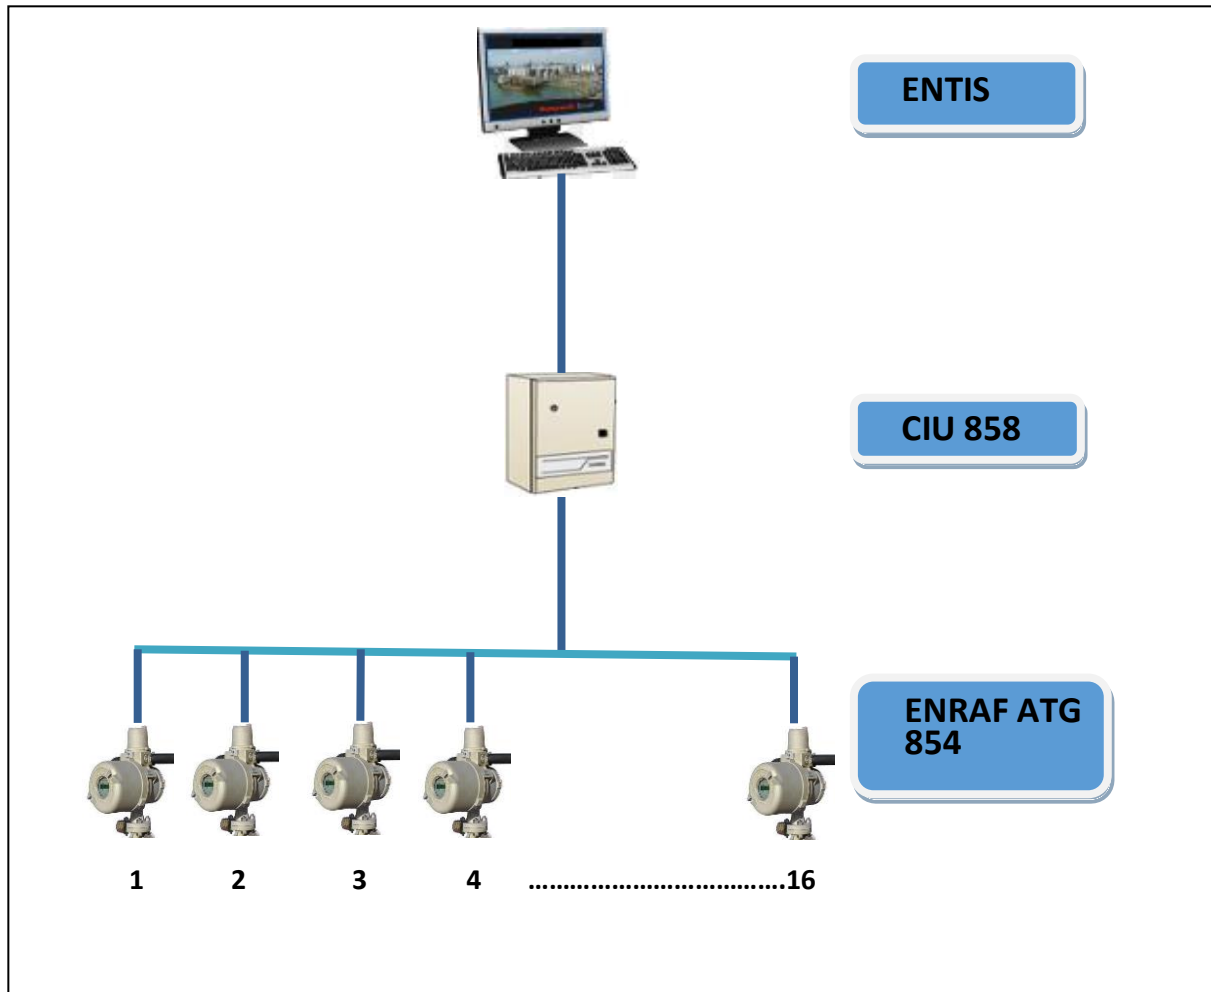 ENTIS
CIU 858
ENRAF ATG
854
1 2 3 4 ……………………………….16